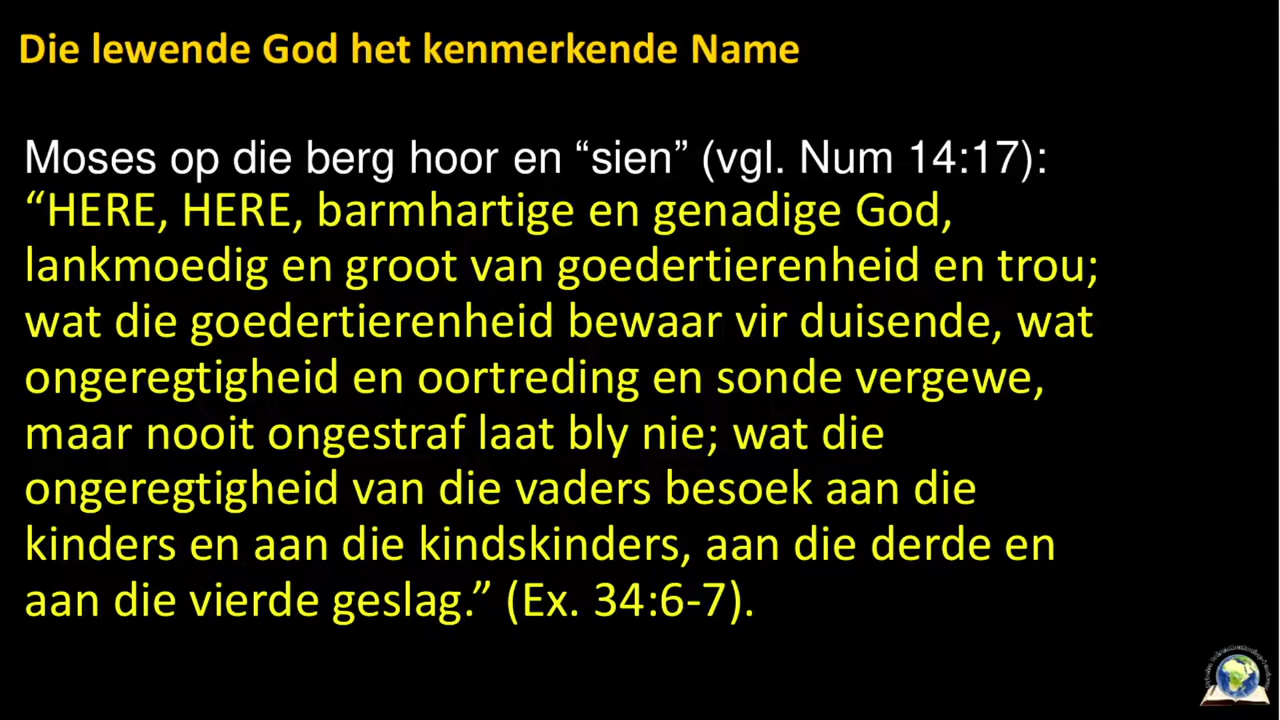 Die lewende God het kenmerkende Name
Moses op die berg hoor en “sien” (vgl. Num 14:17):
“HERE, HERE, barmhartige en genadige God,
lankmoedig en groot van goedertierenheid en trou;
wat die goedertierenheid bewaar vir duisende, wat
ongeregtigheid en oortreding en sonde vergewe,
maar nooit ongestraf laat bly nie; wat die
ongeregtigheid van die vaders besoek aan die
kinders en aan die kindskinders, aan die derde en
aan die vierde geslag.” (Ex. 34:6-7).